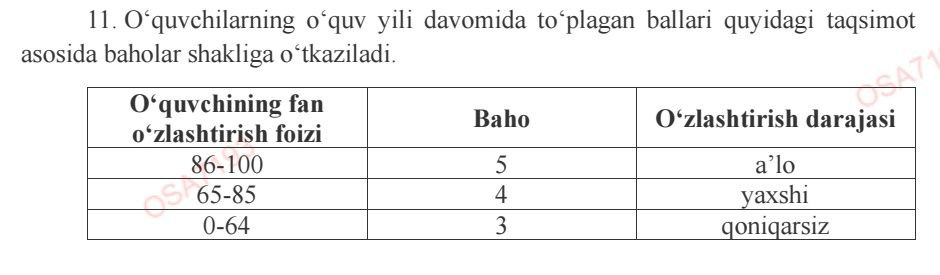 11. O‘quvchilarning o‘quv yili davomida to‘plagan ballari quyidagi taqsimot
asosida baholar shakliga o‘tkaziladi.
O‘quvchining fan
o‘zlashtirish foizi
Baho
O‘zlashtirish darajasi
86-100
5
a’lo
65-85
4
yaxshi
0-64
3
qoniqarsiz